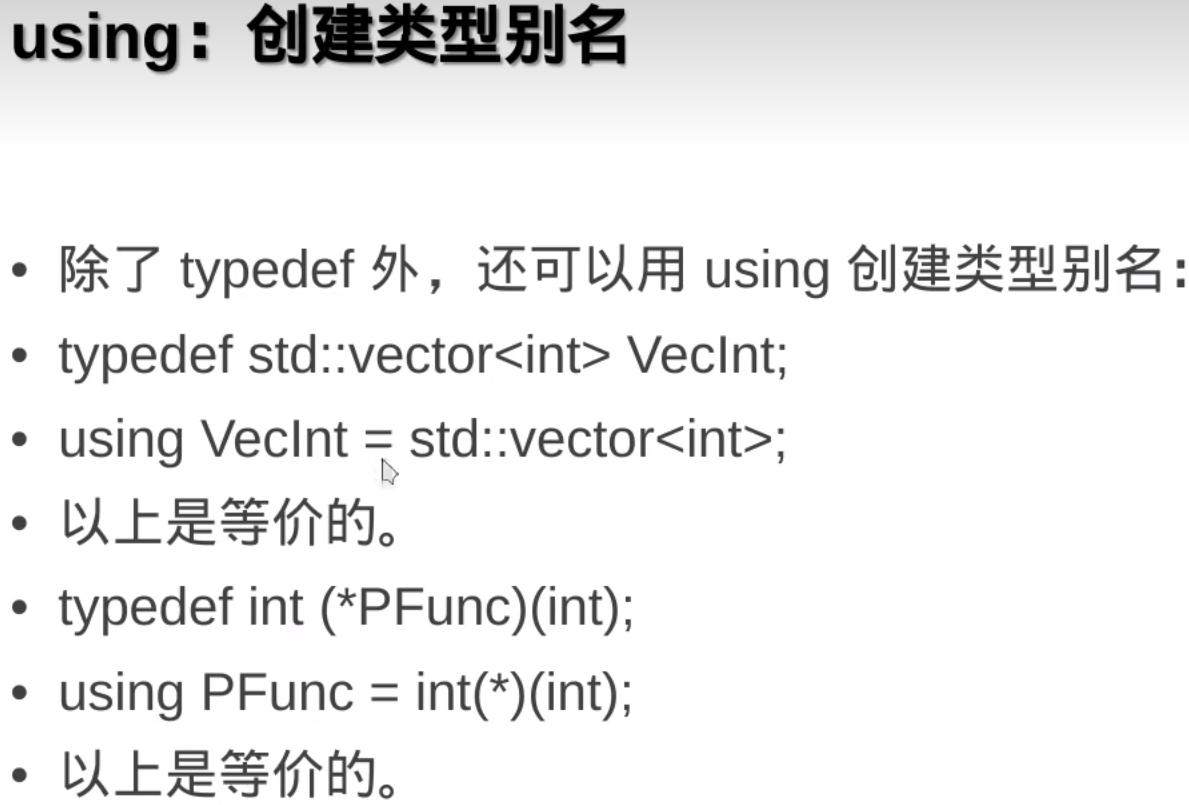 using：创建类型别名
• 除了 typedef 外，还可以用 using 创建类型别名：
• typedef std::vector<int> VecInt;
• using VecInt = std::vector<int>;
• 以上是等价的。
• typedef int (*PFunc)(int);
• using PFunc = int(*)(int);
• 以上是等价的。